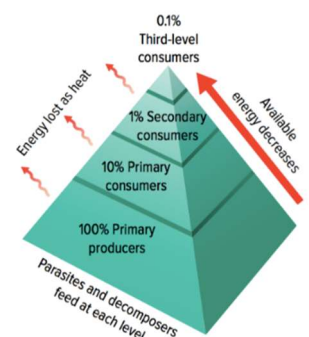 0.1%
Third-level
consumers
Energy lost as heat
Available
energy decreases
1% Secondary
consumers
10% Primary
consumers
100% Primary
producers
Parasites and decomposers
feed at each level